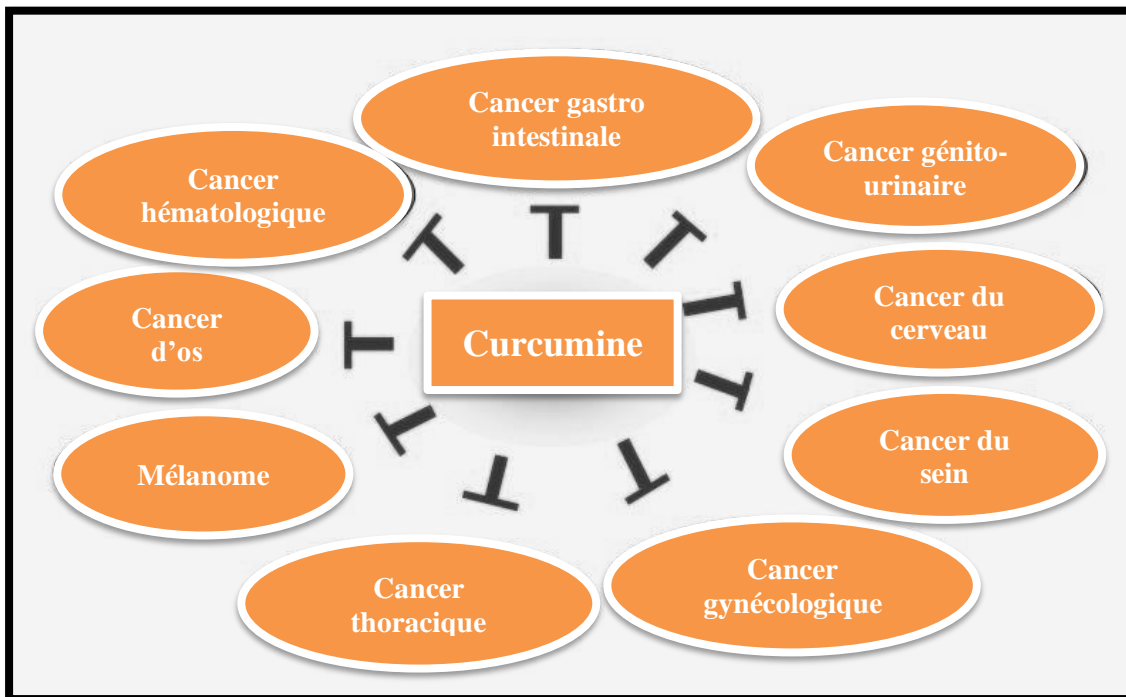 Cancer gastro
intestinale
Cancer génito-
urinaire
Cancer
hématologique
Cancer du
cerveau
Cancer
d’os
Curcumine
Cancer du
sein
Mélanome
Cancer
gynécologique
Cancer
thoracique